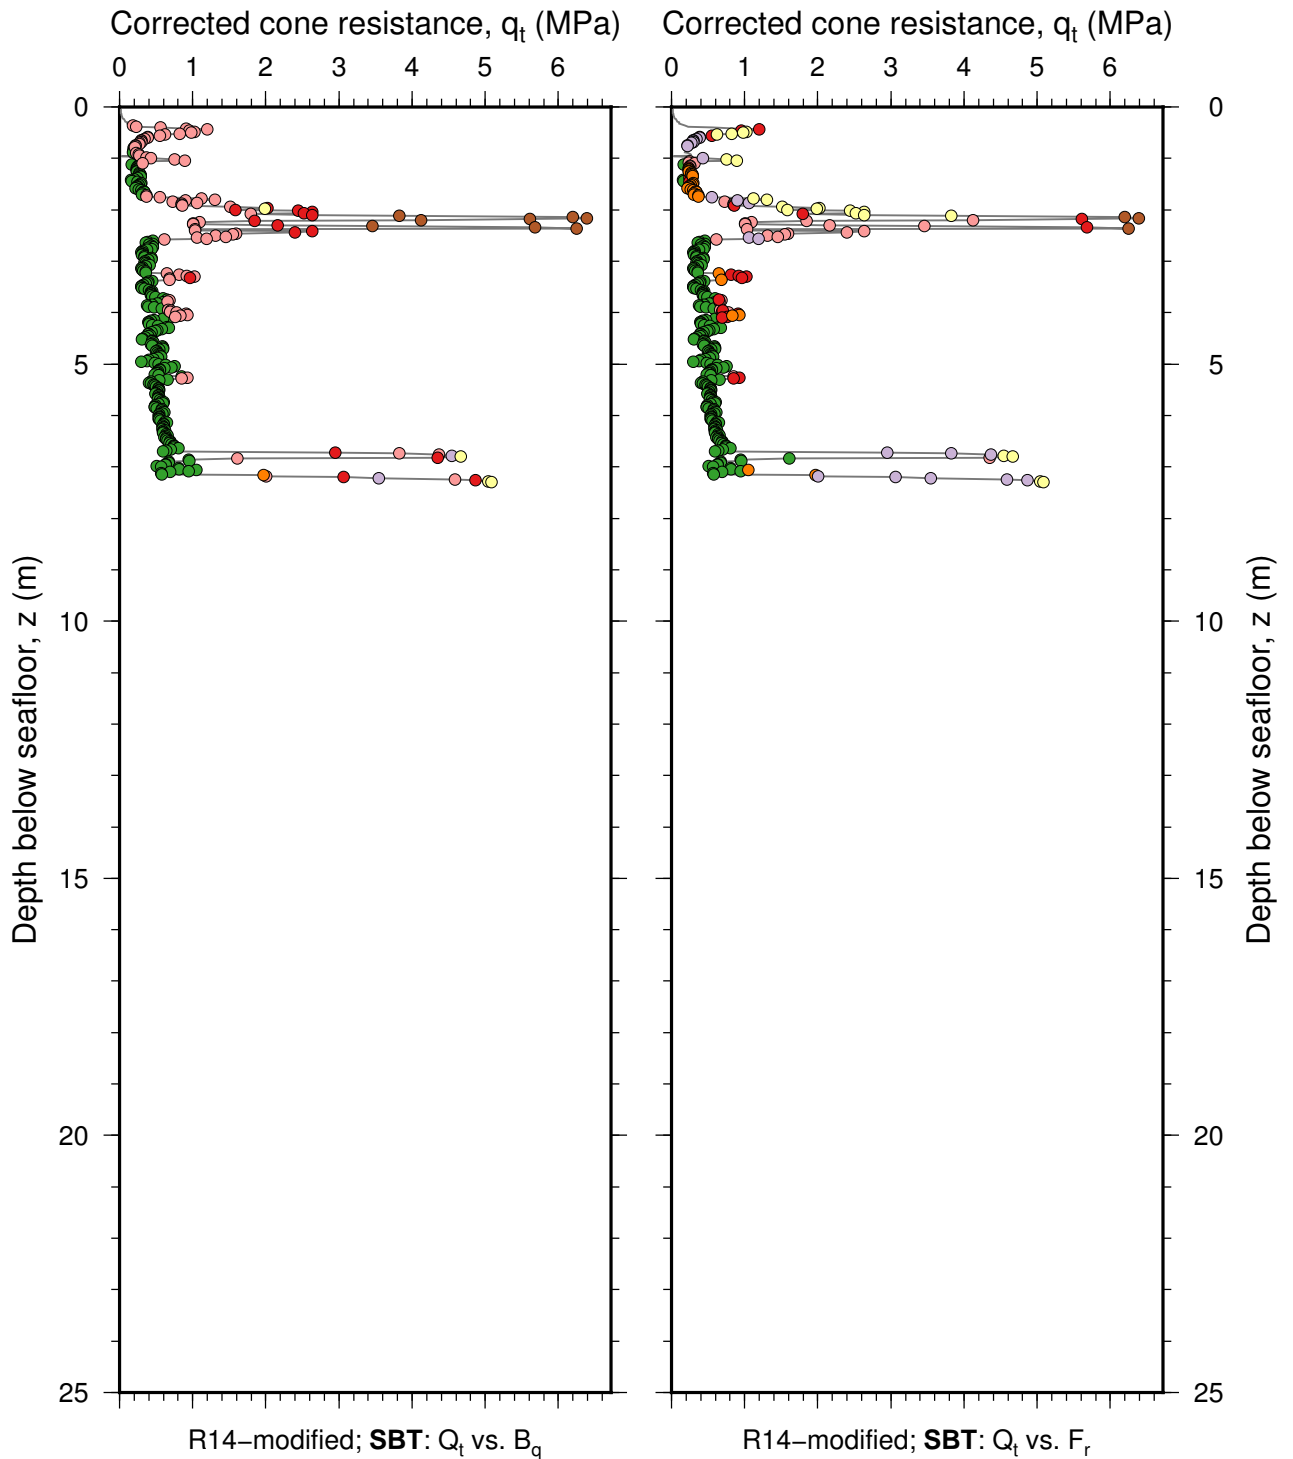 Corrected cone resistance, qt (MPa) Corrected cone resistance, qt (MPa)
0 1 2 3 4 5 6 0 1 2 3 4 5 6
0 0
5 5
10 10
15 15
20 20
25 25
Depth below seafloor, z (m)
Depth below seafloor, z (m)
R14−modified; SBT: Qt vs. Bq R14−modified; SBT: Qt vs. Fr